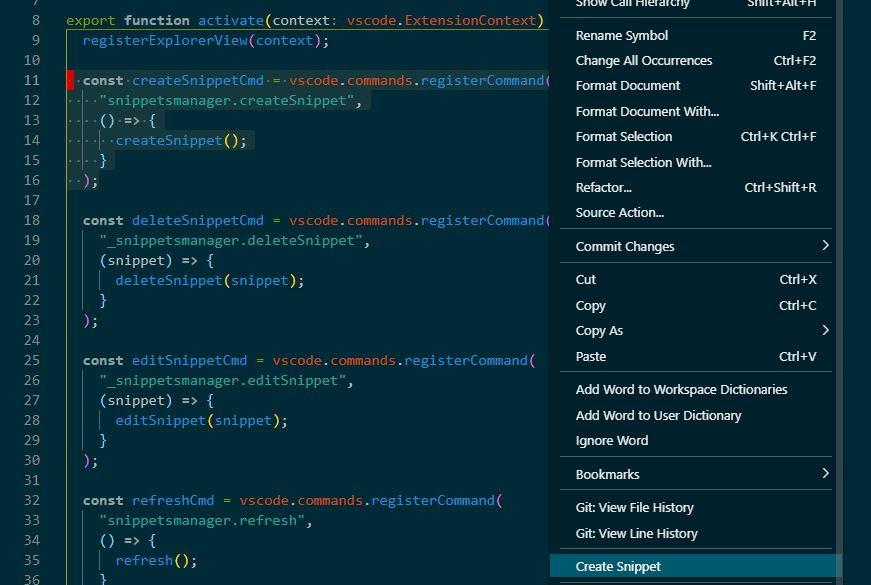 7
8 export function activate(context: vscode.ExtensionContext)
9 registerExplorerView(context);
10
11 const createSnippetCmd = vscode.commands.registerCommand(
12 "snippetsmanager.createSnippet",
13 () => {
14 createSnippet();
15 }
16 );
17
18 const deleteSnippetCmd = vscode.commands.registerCommand(
19 "_snippetsmanager.deleteSnippet",
20 (snippet) => {
21 deleteSnippet(snippet);
22 }
23 );
24
25 const editSnippetCmd = vscode.commands.registerCommand(
26 "_snippetsmanager.editSnippet",
27 (snippet) => {
28 editSnippet(snippet);
29 }
30 );
31
32 const refreshCmd = vscode.commands.registerCommand(
33 "snippetsmanager.refresh",
34 () => {
35 refresh();
36 }
Show Call Hierarchy Shift+Alt+H
Rename Symbol F2
Change All Occurrences Ctrl+F2
Format Document Shift+Alt+F
Format Document With...
Format Selection Ctrl+K Ctrl+F
Format Selection With...
Refactor... Ctrl+Shift+R
Source Action...
Commit Changes
Cut Ctrl+X
Copy Ctrl+C
Copy As
Paste Ctrl+V
Add Word to Workspace Dictionaries
Add Word to User Dictionary
Ignore Word
Bookmarks
Git: View File History
Git: View Line History
Create Snippet